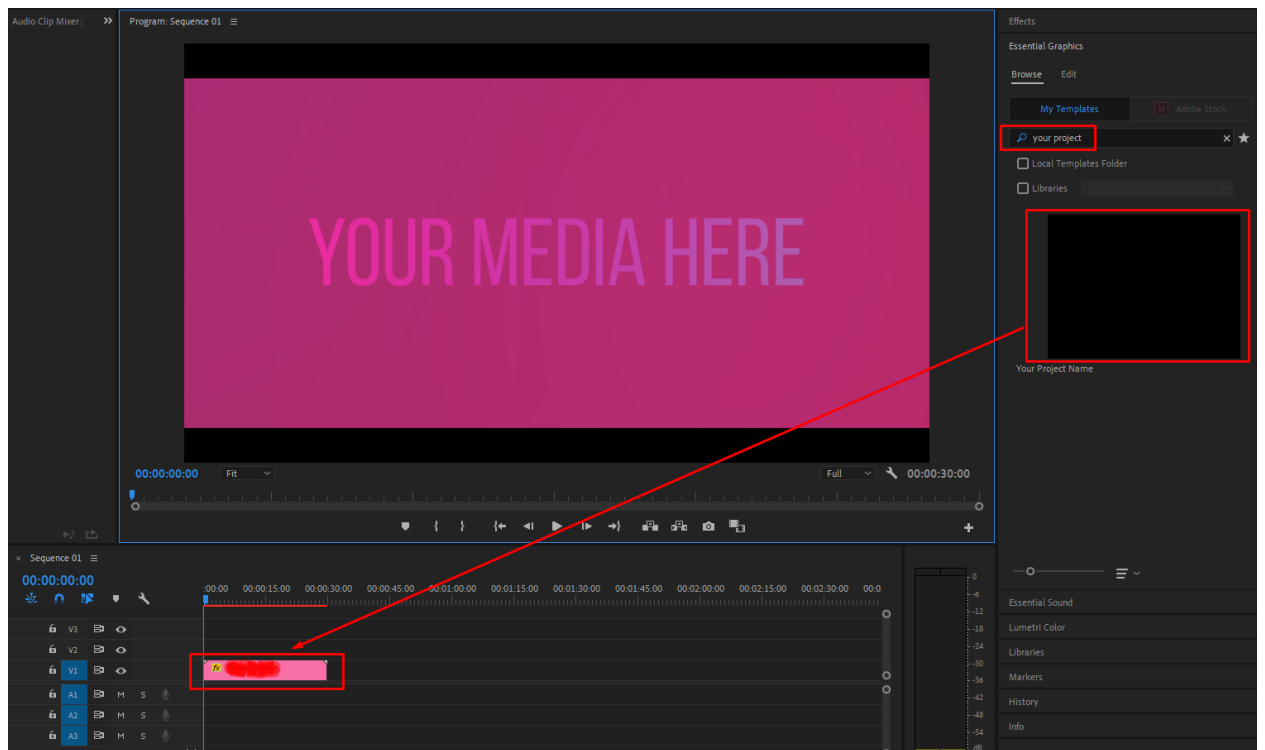 Audio Clip Mixer:
Program: Sequence 01
Effects
Essential Graphics
Browse Edit
My Templates St Adobe Stock
your project
Local Templates Folder
Libraries
YOUR MEDIA HERE
Your Project Name
00:00:00:00 Fit Full 00:00:30:00
× Sequence 01
00:00:00:00
:00:00 00:00:15:00 00:00:30:00 00:00:45:00 00:01:00:00 00:01:15:00 00:01:30:00 00:01:45:00 00:02:00:00 00:02:15:00 00:02:30:00 00:0
V3
V2
V1 fx
A1 M S
A2 M S
A3 M S
0
-6
-12
-18
-24
-30
-36
-42
-48
-54
dB
Essential Sound
Lumetri Color
Libraries
Markers
History
Info